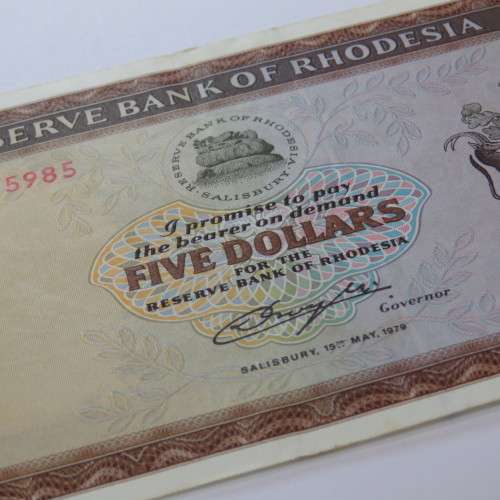 SERVE BANK OF RHODESIA
5985
RESERVE BANK OF RHODESIA
SALISBURY
I promise to pay
the bearer on demand
FIVE DOLLARS
FOR THE
RESERVE BANK OF RHODESIA
Governor
SALISBURY, 15TH MAY, 1979